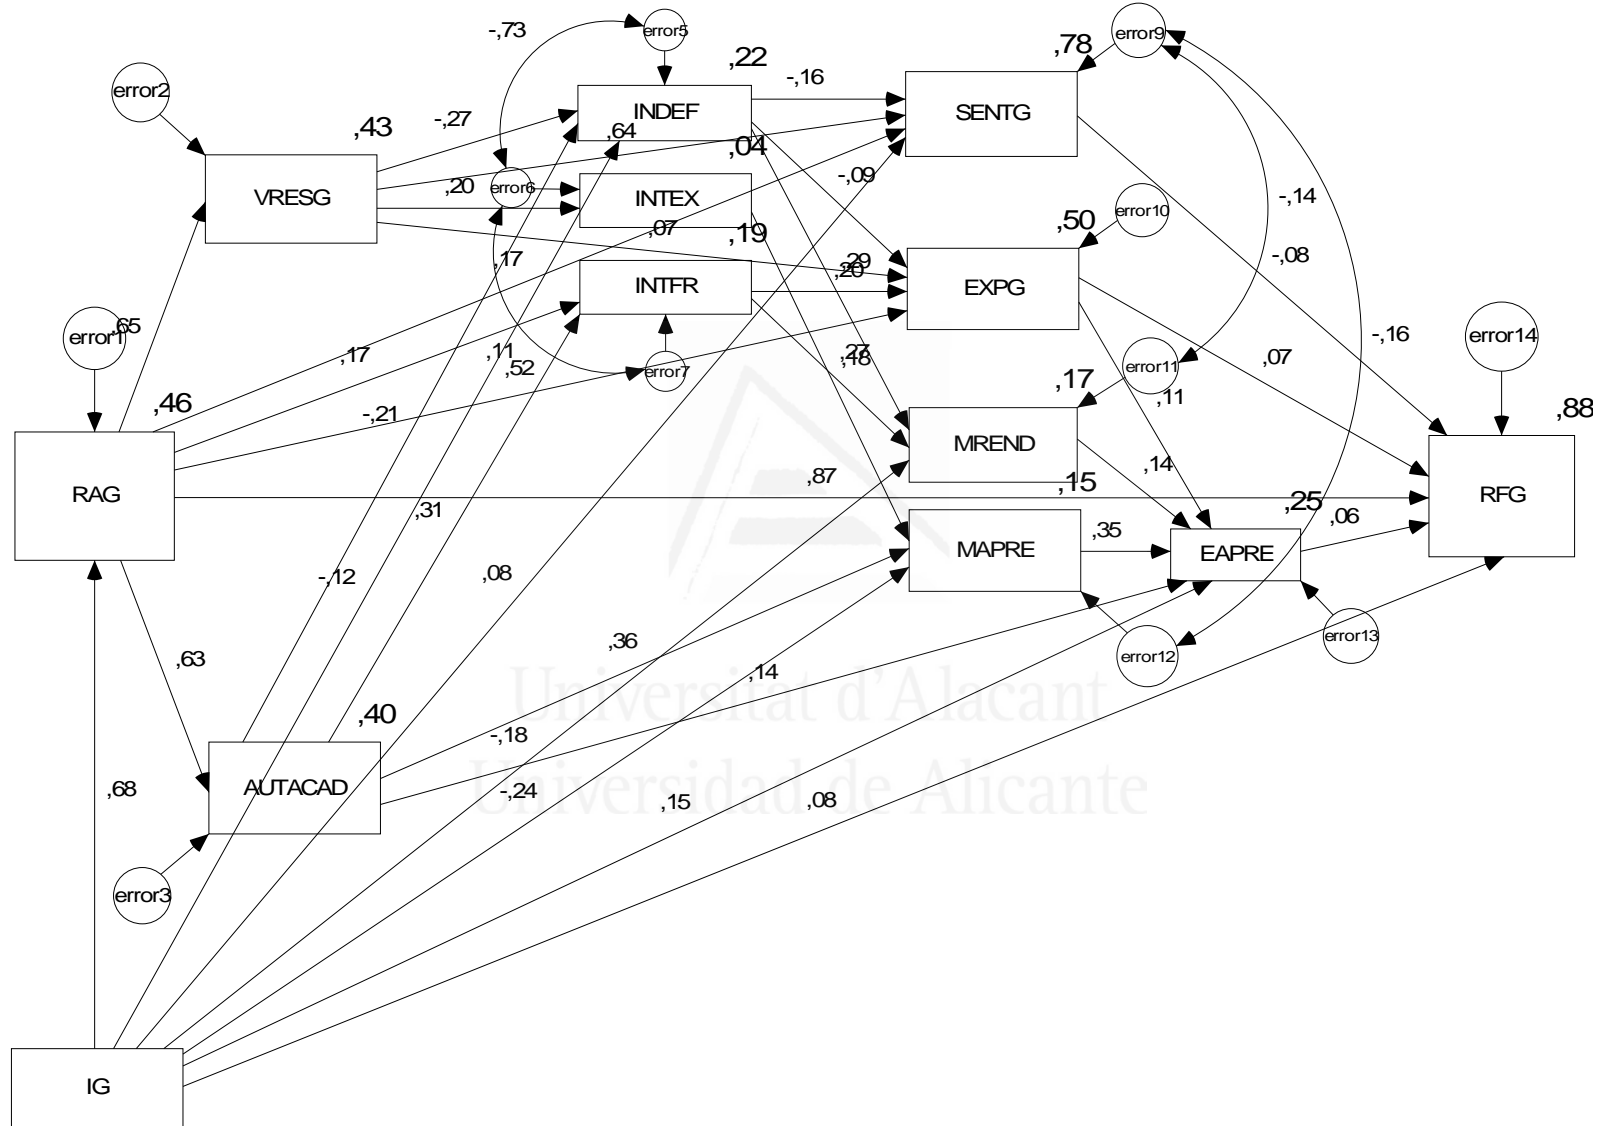 -,73
error5
error9
,22
,78
-,16
error2
INDEF
SENTG
-,27
,43
,64
,04
-,09
VRESG
,20
error6
INTEX
-,14
error10
,50
,07
,19
,17
-,08
,29
,20
INTFR
EXPG
error1
,65
error14
-,16
,17
,11
,52
error7
,27
,18
error11
,07
,17
,11
,46
-,21
,88
MREND
RAG
,87
,14
,15
RFG
,25
,06
,31
,35
MAPRE
EAPRE
-,12
,08
,36
error13
,63
error12
,14
Universitat d'Alacant
,40
-,18
AUTACAD
,68
-,24
,15
,08
Universidad de Alicante
error3
IG